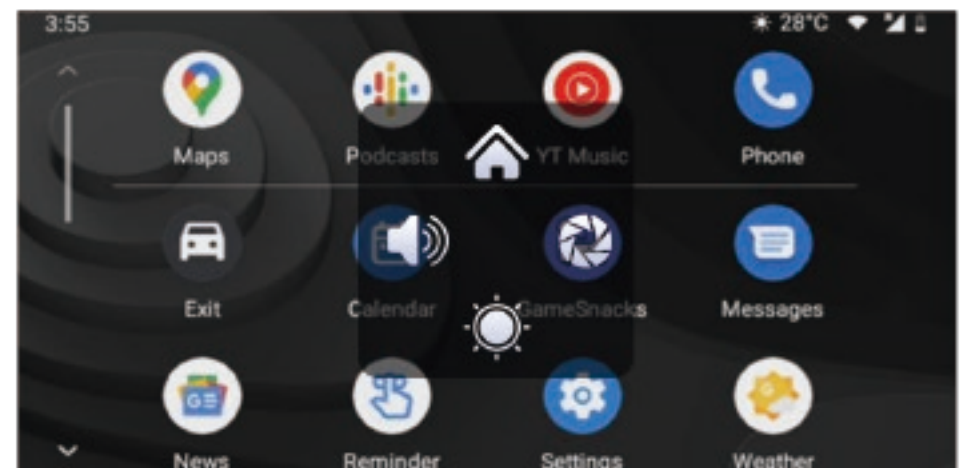 3:55 28°C
Maps Podcasts YT Music Phone
Exit Calendar GameSnacks Messages
News Reminder Settings Weather